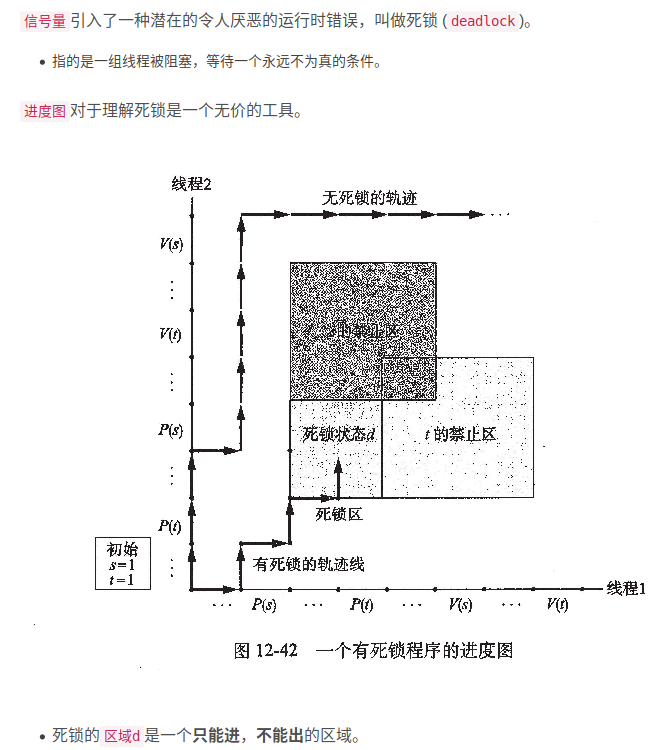 信号量 引入了一种潜在的令人厌恶的运行时错误，叫做死锁 ( deadlock )。
指的是一组线程被阻塞，等待一个永远不为真的条件。
进度图 对于理解死锁是一个无价的工具。
线程2
无死锁的轨迹
V(s)
⋮
的禁止区
V(t)
⋮
P(s)
死锁状态d
t 的禁止区
⋮
死锁区
P(t)
初始
s=1
t=1
⋮
有死锁的轨迹线
线程1
··· P(s) ··· P(t) ··· V(s) ··· V(t)
图 12-42 一个有死锁程序的进度图
死锁的 区域d 是一个只能进，不能出的区域。